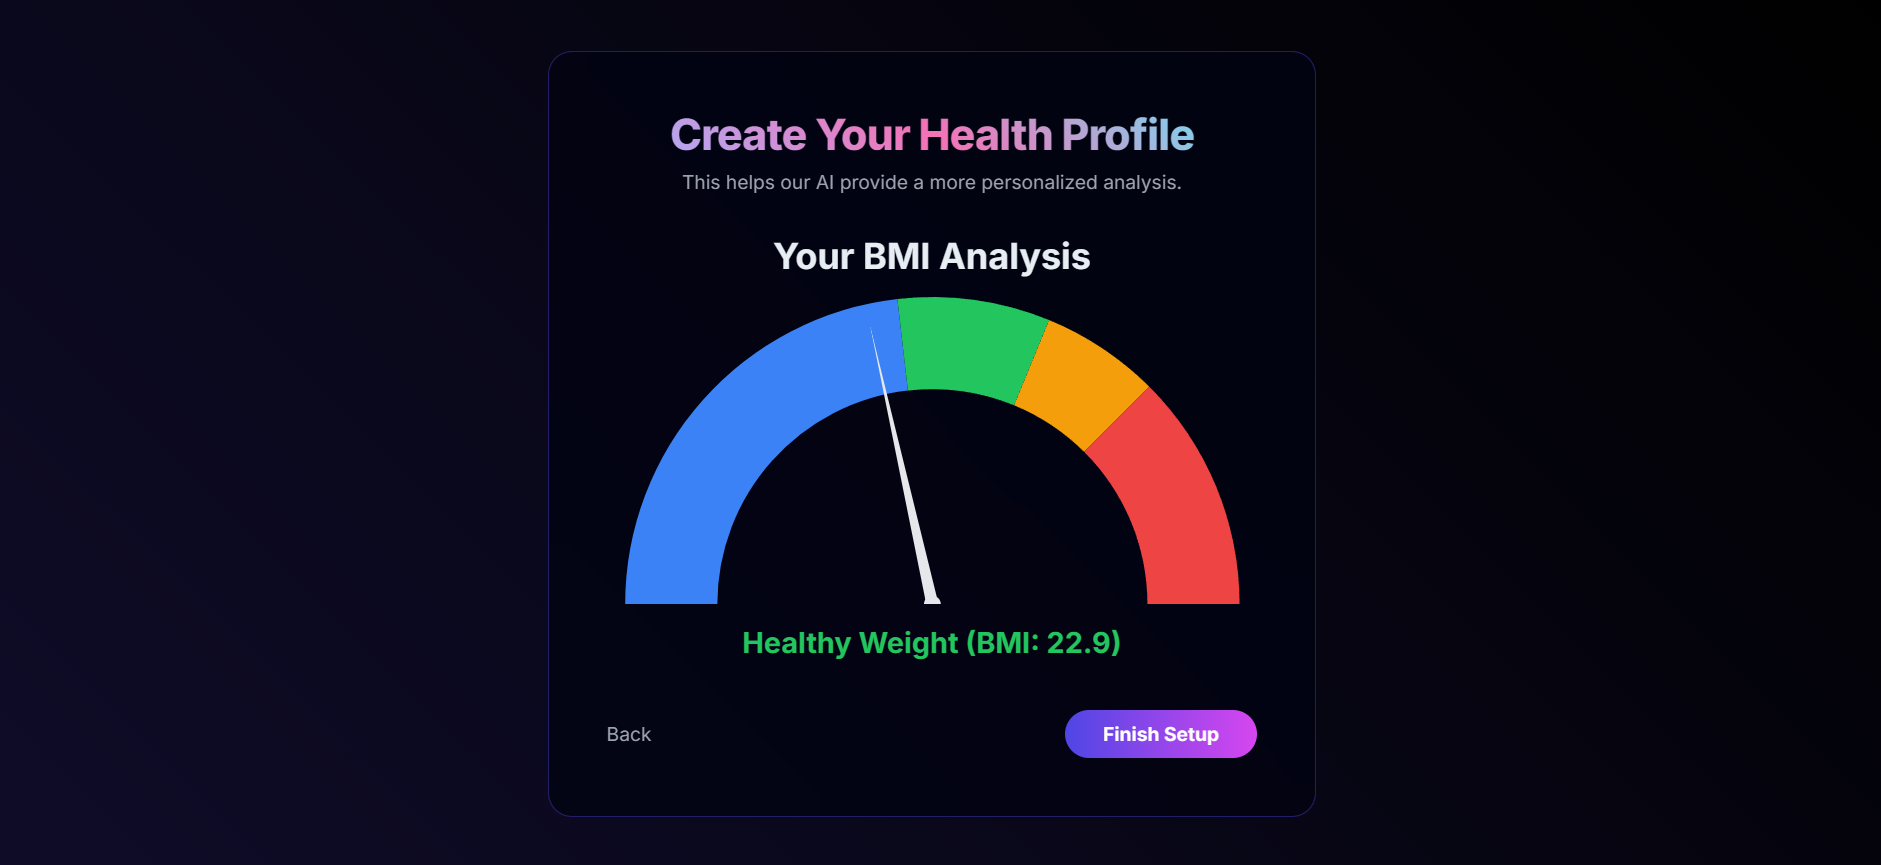 Create Your Health Profile
This helps our AI provide a more personalized analysis.
Your BMI Analysis
Healthy Weight (BMI: 22.9)
Back
Finish Setup